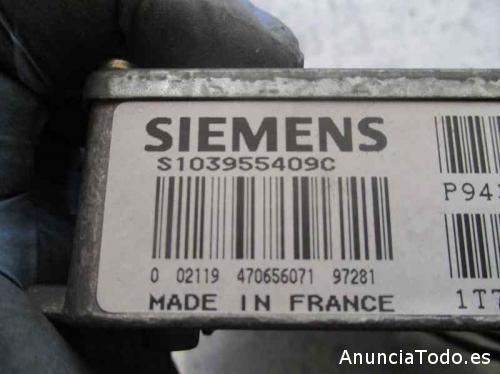 SIEMENS
S103955409C
0 02119 470656071 97281
MADE IN FRANCE
P94
1T7
AnunciaTodo.es